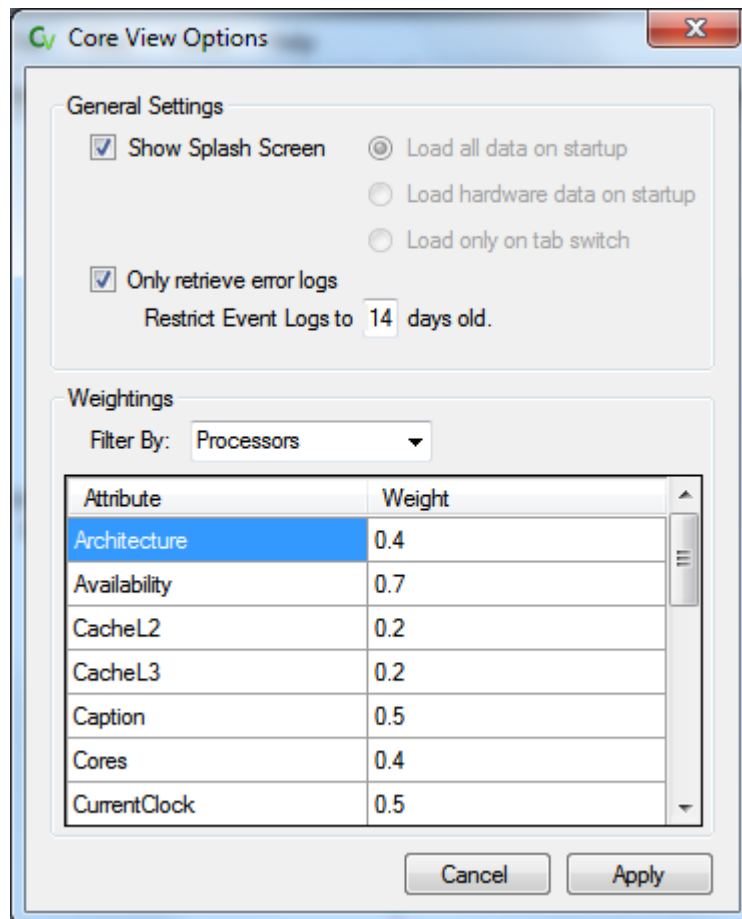 Cv Core View Options
General Settings
Show Splash Screen Load all data on startup
Load hardware data on startup
Load only on tab switch
Only retrieve error logs
Restrict Event Logs to 14 days old.
Weightings
Filter By: Processors
Attribute Weight
Architecture 0.4
Availability 0.7
CacheL2 0.2
CacheL3 0.2
Caption 0.5
Cores 0.4
CurrentClock 0.5
Cancel Apply